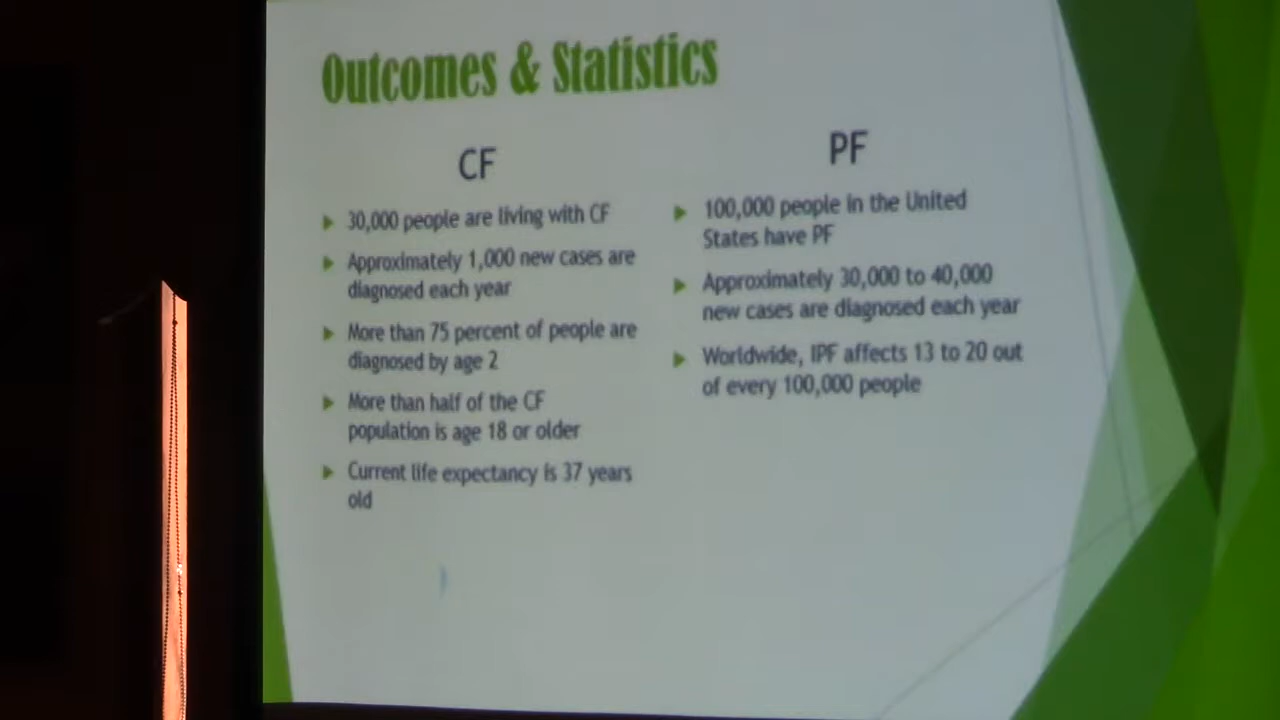 Outcomes & Statistics
CF
30,000 people are living with CF
Approximately 1,000 new cases are
diagnosed each year
More than 75 percent of people are
diagnosed by age 2
More than half of the CF
population is age 18 or older
Current life expectancy is 37 years
old
PF
100,000 people in the United
States have PF
Approximately 30,000 to 40,000
new cases are diagnosed each year
Worldwide, IPF affects 13 to 20 out
of every 100,000 people